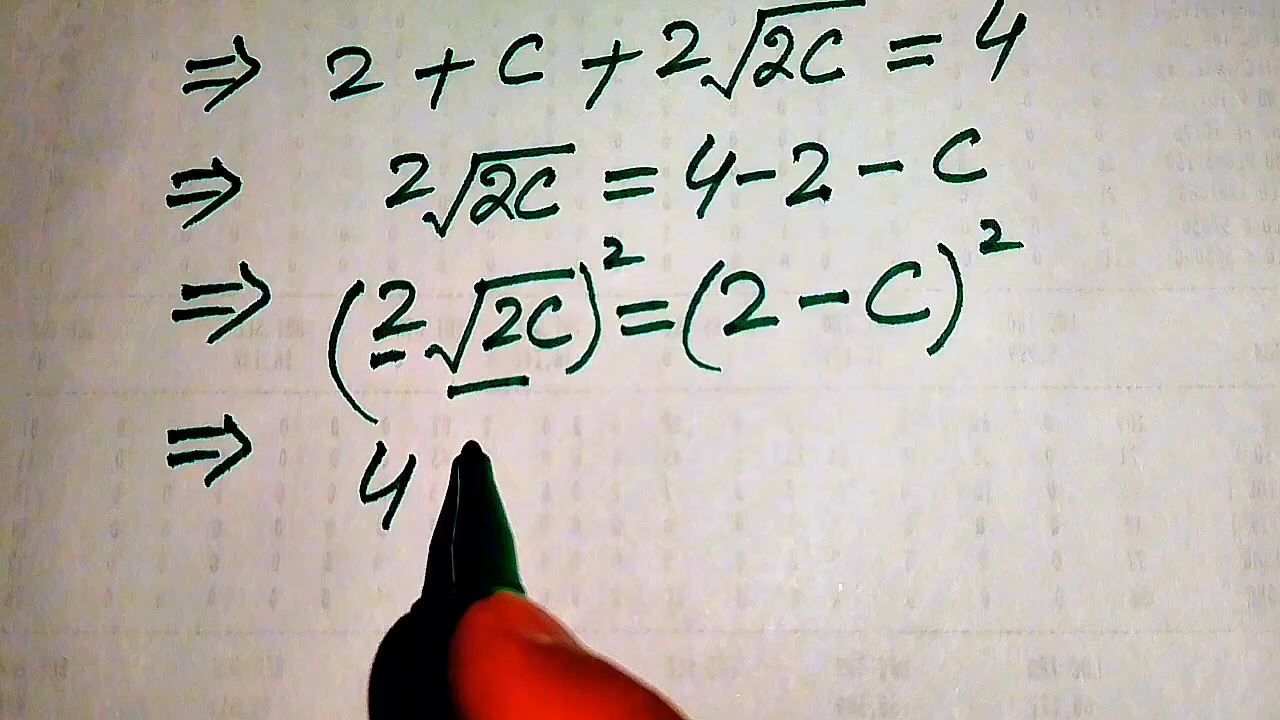 ⇒ 2 + C + 2√2C = 4
⇒ 2√2C = 4 - 2 - C
⇒ (2√2C)² = (2 - C)²
⇒ 4